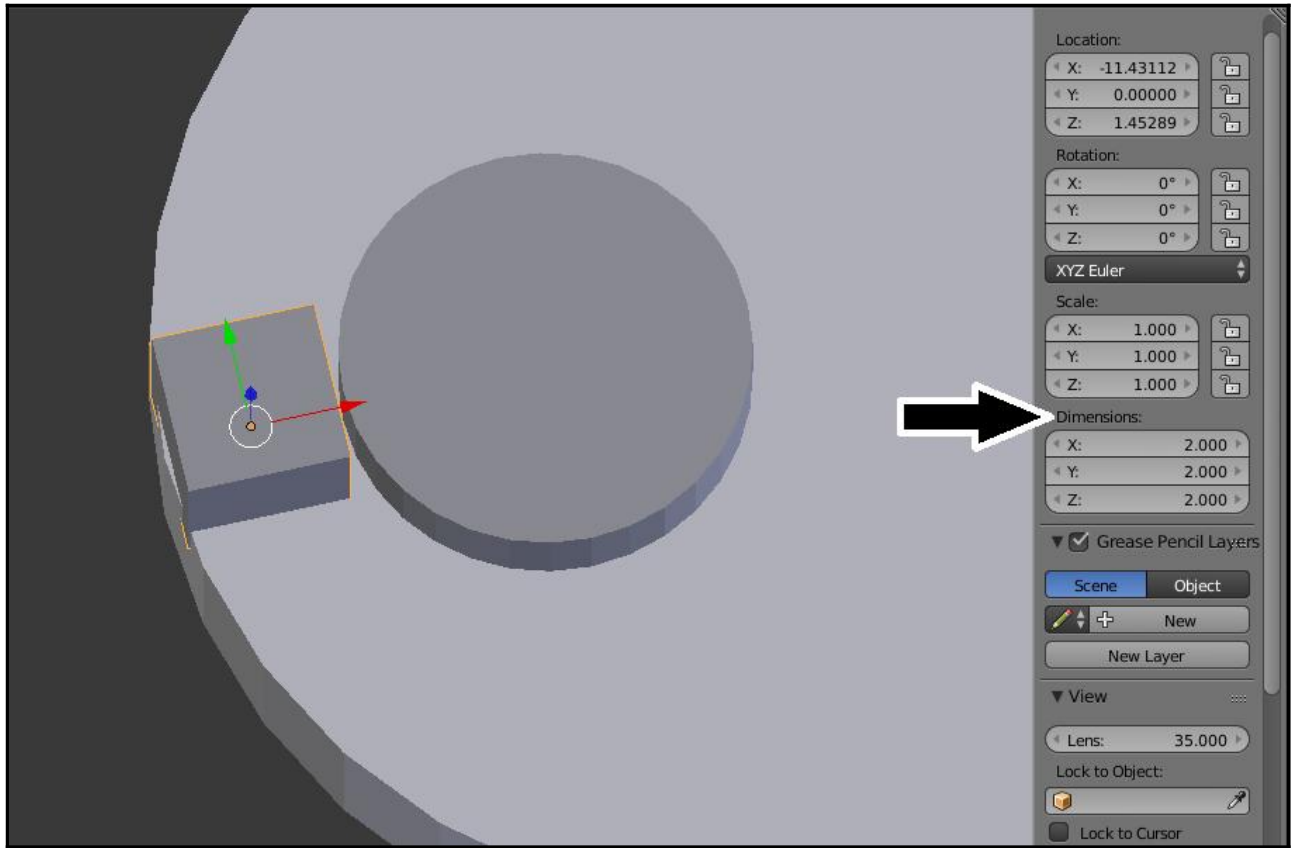 Location:
X: -11.43112
Y: 0.00000
Z: 1.45289
Rotation:
X: 0°
Y: 0°
Z: 0°
XYZ Euler
Scale:
X: 1.000
Y: 1.000
Z: 1.000
Dimensions:
X: 2.000
Y: 2.000
Z: 2.000
Grease Pencil Layers
Scene Object
New
New Layer
View
Lens: 35.000
Lock to Object:
Lock to Cursor